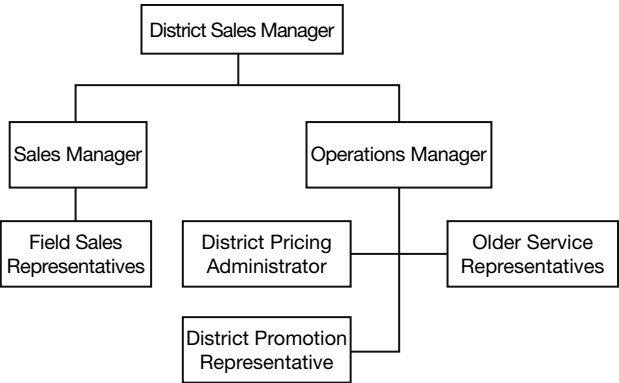 District Sales Manager
Sales Manager
Operations Manager
Field Sales
Representatives
District Pricing
Administrator
Older Service
Representatives
District Promotion
Representative